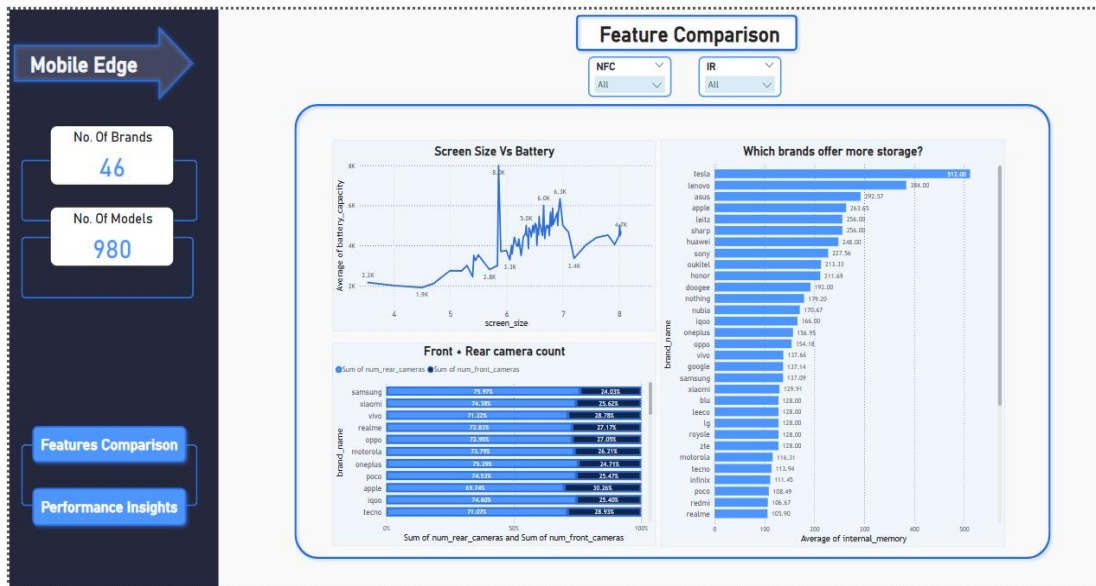 Mobile Edge
No. Of Brands
46
No. Of Models
980
Features Comparison
Performance Insights
Feature Comparison
NFC
All
IR
All
Screen Size Vs Battery
Average of battery_capacity
8K
6K
4K
2K
2.2K
1.9K
2.8K
8.0K
3.3K
5.0K
6.0K
6.3K
3.4K
4.7K
4 5 6 7 8
screen_size
Front + Rear camera count
Sum of num_rear_cameras Sum of num_front_cameras
brand_name
samsung 75.97% 24.03%
xiaomi 74.38% 25.62%
vivo 71.22% 28.78%
realme 72.83% 27.17%
oppo 72.95% 27.05%
motorola 73.79% 26.21%
oneplus 75.29% 24.71%
poco 74.53% 25.47%
apple 69.74% 30.26%
iqoo 74.60% 25.40%
tecno 71.07% 28.93%
0% 50% 100%
Sum of num_rear_cameras and Sum of num_front_cameras
Which brands offer more storage?
brand_name
tesla 512.00
lenovo 384.00
asus 292.57
apple 263.65
leitz 256.00
sharp 256.00
huawei 248.00
sony 227.56
oukitel 213.33
honor 211.69
doogee 192.00
nothing 179.20
nubia 170.67
iqoo 166.00
oneplus 156.95
oppo 154.18
vivo 137.66
google 137.14
samsung 137.09
xiaomi 129.91
blu 128.00
leeco 128.00
lg 128.00
royole 128.00
zte 128.00
motorola 116.31
tecno 113.94
infinix 111.45
poco 108.49
redmi 106.67
realme 105.90
0 100 200 300 400 500
Average of internal_memory